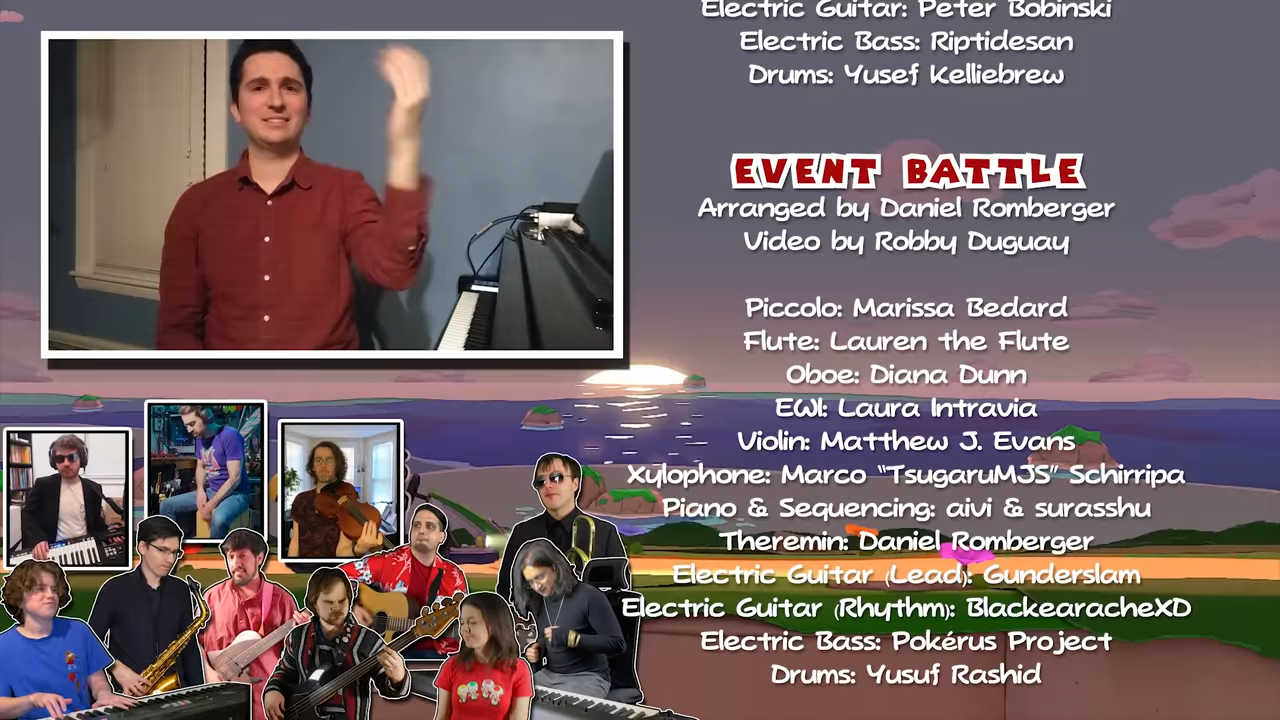 Electric Guitar: Peter Bobinski
Electric Bass: Riptidesan
Drums: Yusef Kelliebrew
EVENT BATTLE
Arranged by Daniel Romberger
Video by Robby Duguay
Piccolo: Marissa Bedard
Flute: Lauren the Flute
Oboe: Diana Dunn
EWI: Laura Intravia
Violin: Matthew J. Evans
Xylophone: Marco "TsugaruMJS" Schirripa
Piano & Sequencing: aivi & surasshu
Theremin: Daniel Romberger
Electric Guitar (Lead): Gunderslam
Electric Guitar (Rhythm): BlackearacheXD
Electric Bass: Pokérus Project
Drums: Yusuf Rashid